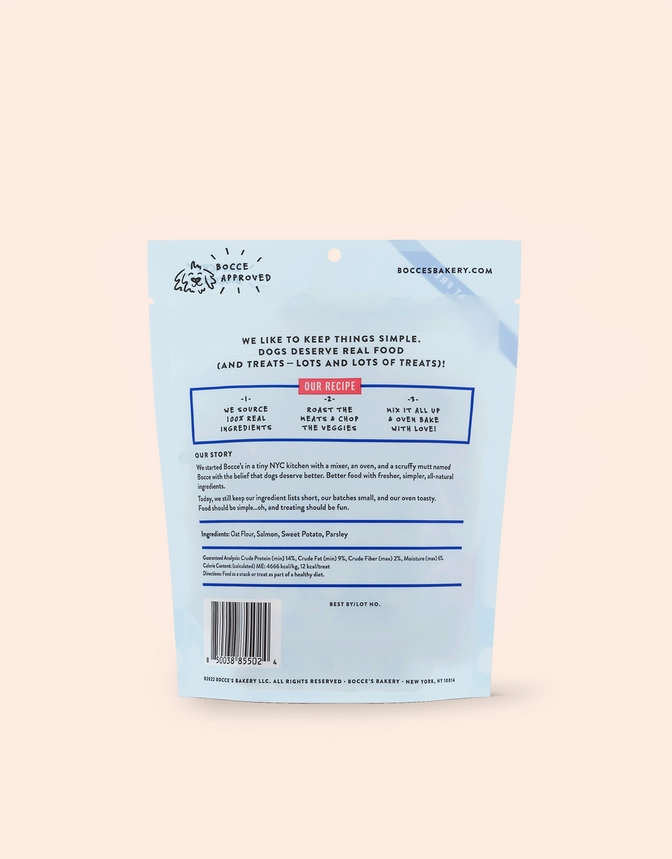 BOCCE
APPROVED
BOCCESBAKERY.COM
WE LIKE TO KEEP THINGS SIMPLE.
DOGS DESERVE REAL FOOD
(AND TREATS – LOTS AND LOTS OF TREATS)!
OUR RECIPE
-1-
WE SOURCE
100% REAL
INGREDIENTS
-2-
ROAST THE
MEATS & CHOP
THE VEGGIES
-3-
MIX IT ALL UP
& OVEN BAKE
WITH LOVE!
OUR STORY
We started Bocce's in a tiny NYC kitchen with a mixer, an oven, and a scruffy mutt named
Bocce with the belief that dogs deserve better. Better food with fresher, simpler, all-natural
ingredients.
Today, we still keep our ingredient lists short, our batches small, and our oven toasty.
Food should be simple...oh, and treating should be fun.
Ingredients: Oat Flour, Salmon, Sweet Potato, Parsley
Guaranteed Analysis: Crude Protein (min) 14%, Crude Fat (min) 9%, Crude Fiber (max) 2%, Moisture (max) 6%
Calorie Content: (calculated) ME: 4666 kcal/kg, 12 kcal/treat
Directions: Feed as a snack or treat as part of a healthy diet.
BEST BY/LOT NO.
8 50038 85502 4
©2022 BOCCE'S BAKERY LLC. ALL RIGHTS RESERVED • BOCCE'S BAKERY • NEW YORK, NY 10014